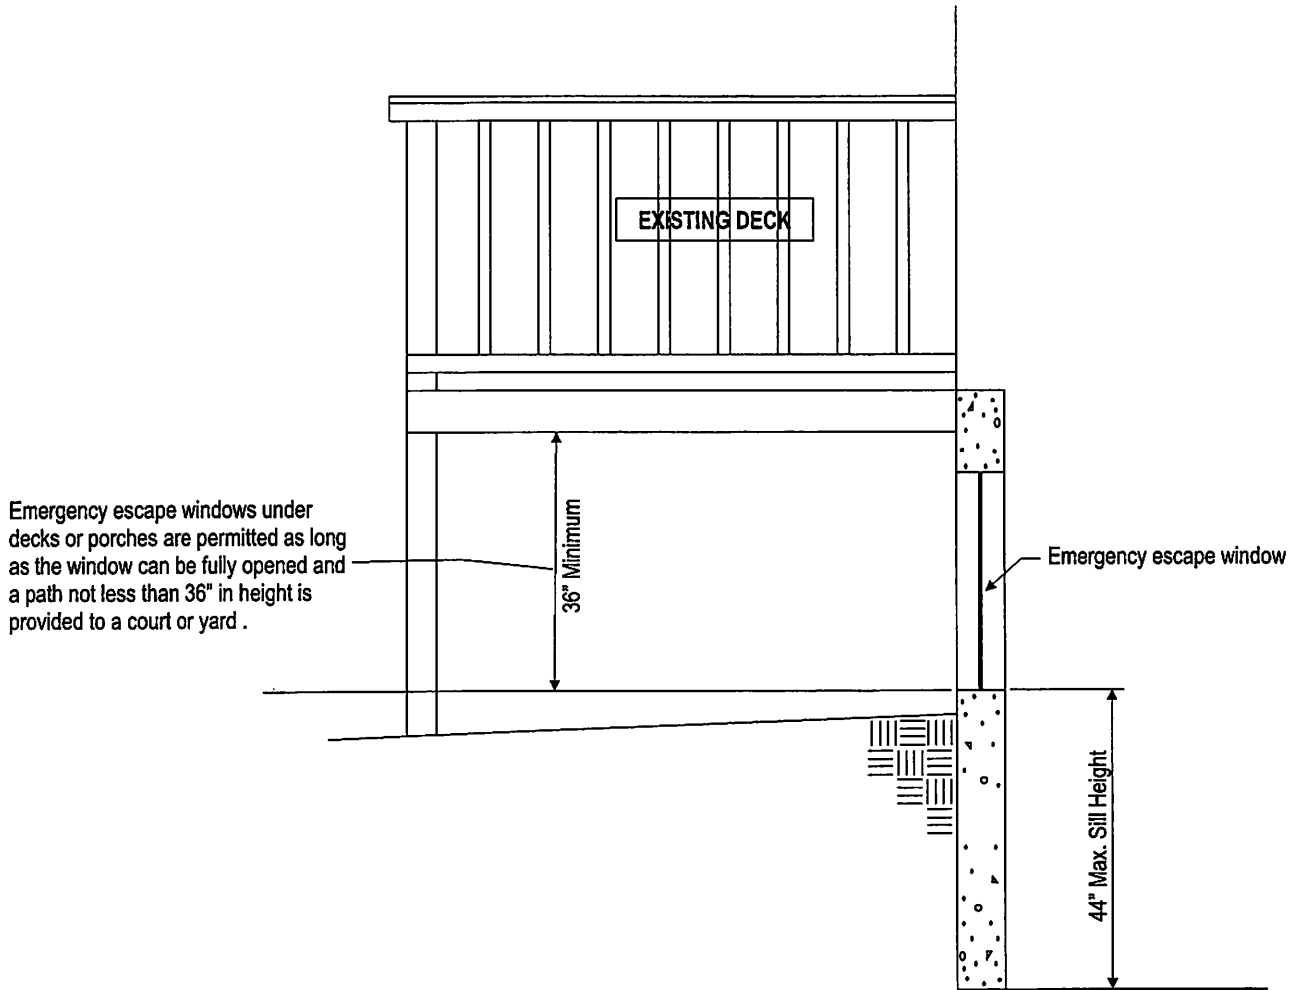 EXISTING DECK
Emergency escape windows under
decks or porches are permitted as long
as the window can be fully opened and
a path not less than 36" in height is
provided to a court or yard .
36" Minimum
Emergency escape window
44" Max. Sill Height